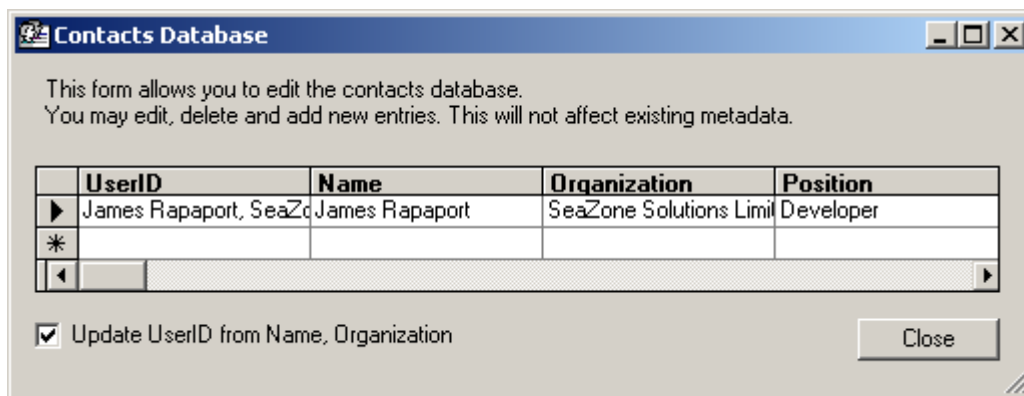 Contacts Database
This form allows you to edit the contacts database.
You may edit, delete and add new entries. This will not affect existing metadata.
UserID Name Organization Position
James Rapaport, SeaZo James Rapaport SeaZone Solutions Limit Developer
Update UserID from Name, Organization
Close